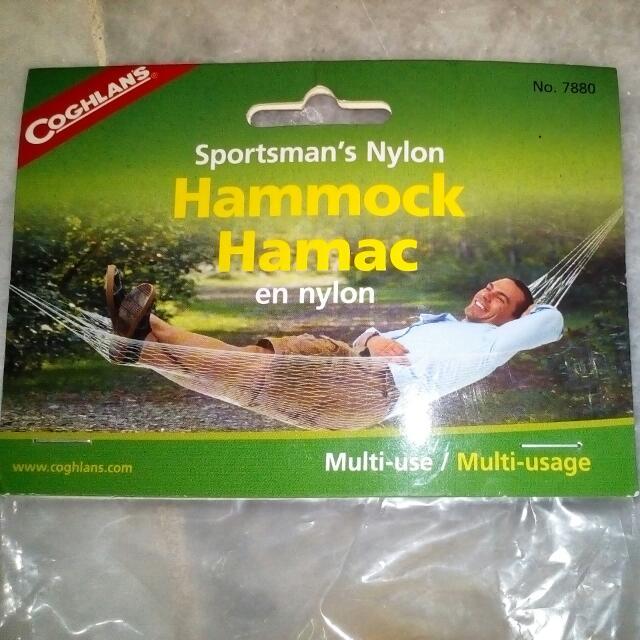 COGHLANS®
No. 7880
Sportsman's Nylon
Hammock
Hamac
en nylon
www.coghlans.com
Multi-use / Multi-usage